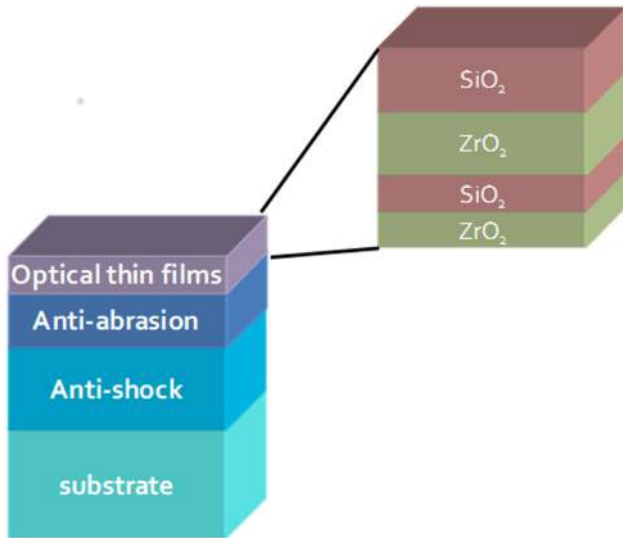 SiO₂
ZrO₂
SiO₂
ZrO₂
Optical thin films
Anti-abrasion
Anti-shock
substrate